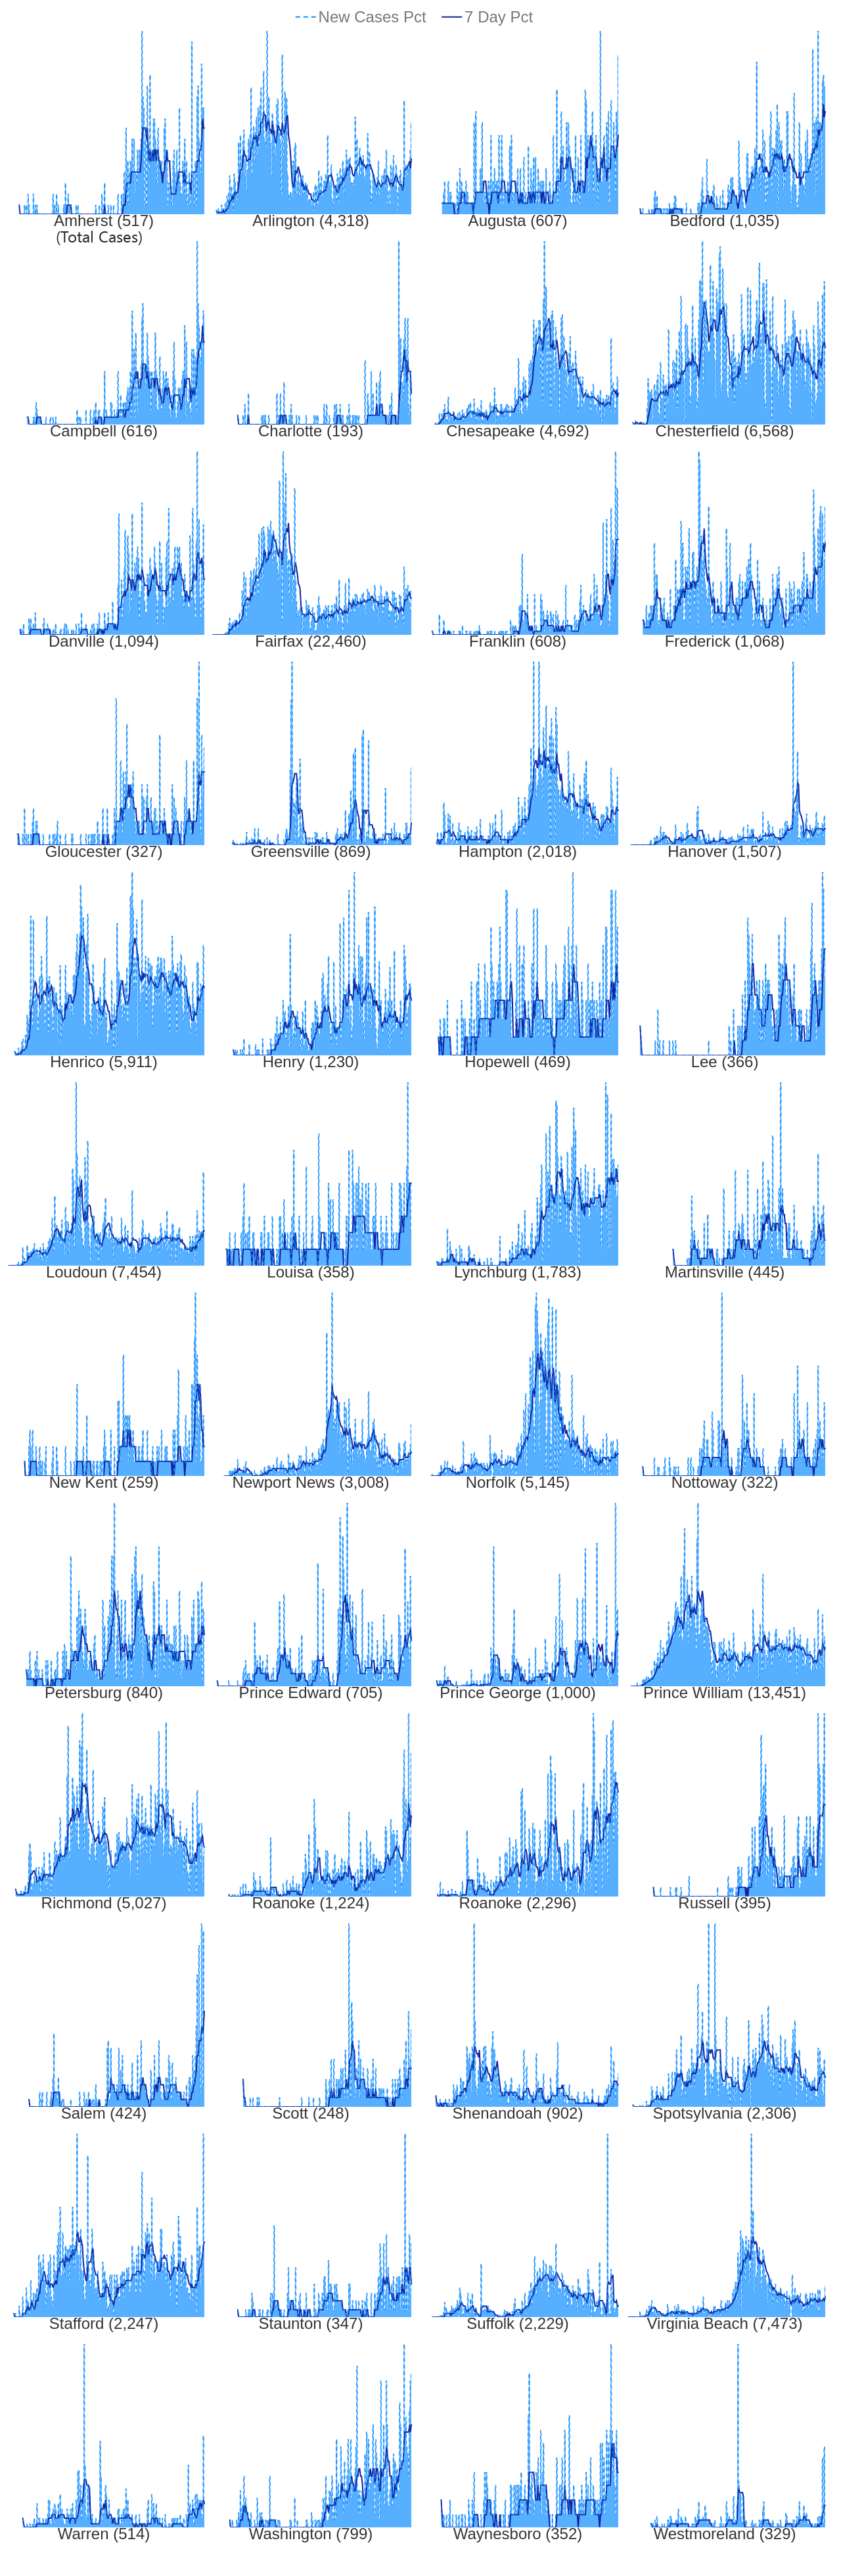 New Cases Pct 7 Day Pct
Amherst (517) Arlington (4,318) Augusta (607) Bedford (1,035)
(Total Cases)
Campbell (616) Charlotte (193) Chesapeake (4,692) Chesterfield (6,568)
Danville (1,094) Fairfax (22,460) Franklin (608) Frederick (1,068)
Gloucester (327) Greensville (869) Hampton (2,018) Hanover (1,507)
Henrico (5,911) Henry (1,230) Hopewell (469) Lee (366)
Loudoun (7,454) Louisa (358) Lynchburg (1,783) Martinsville (445)
New Kent (259) Newport News (3,008) Norfolk (5,145) Nottoway (322)
Petersburg (840) Prince Edward (705) Prince George (1,000) Prince William (13,451)
Richmond (5,027) Roanoke (1,224) Roanoke (2,296) Russell (395)
Salem (424) Scott (248) Shenandoah (902) Spotsylvania (2,306)
Stafford (2,247) Staunton (347) Suffolk (2,229) Virginia Beach (7,473)
Warren (514) Washington (799) Waynesboro (352) Westmoreland (329)